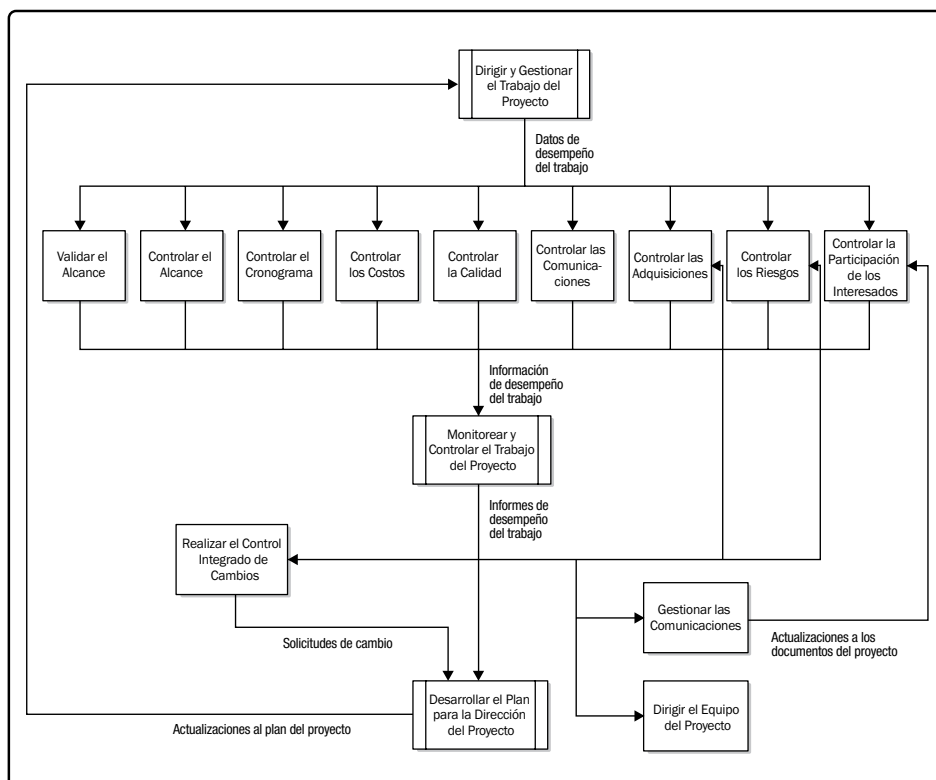 Dirigir y Gestionar
el Trabajo del
Proyecto
Datos de
desempeño
del trabajo
Validar el
Alcance
Controlar el
Alcance
Controlar el
Cronograma
Controlar
los Costos
Controlar
la Calidad
Controlar las
Comunica-
ciones
Controlar las
Adquisiciones
Controlar
los Riesgos
Controlar la
Participación
de los
Interesados
Información
de desempeño
del trabajo
Monitorear y
Controlar el Trabajo
del Proyecto
Informes de
desempeño
del trabajo
Realizar el Control
Integrado de
Cambios
Gestionar las
Comunicaciones
Solicitudes de cambio
Actualizaciones a los
documentos del proyecto
Desarrollar el Plan
para la Dirección
del Proyecto
Dirigir el Equipo
del Proyecto
Actualizaciones al plan del proyecto